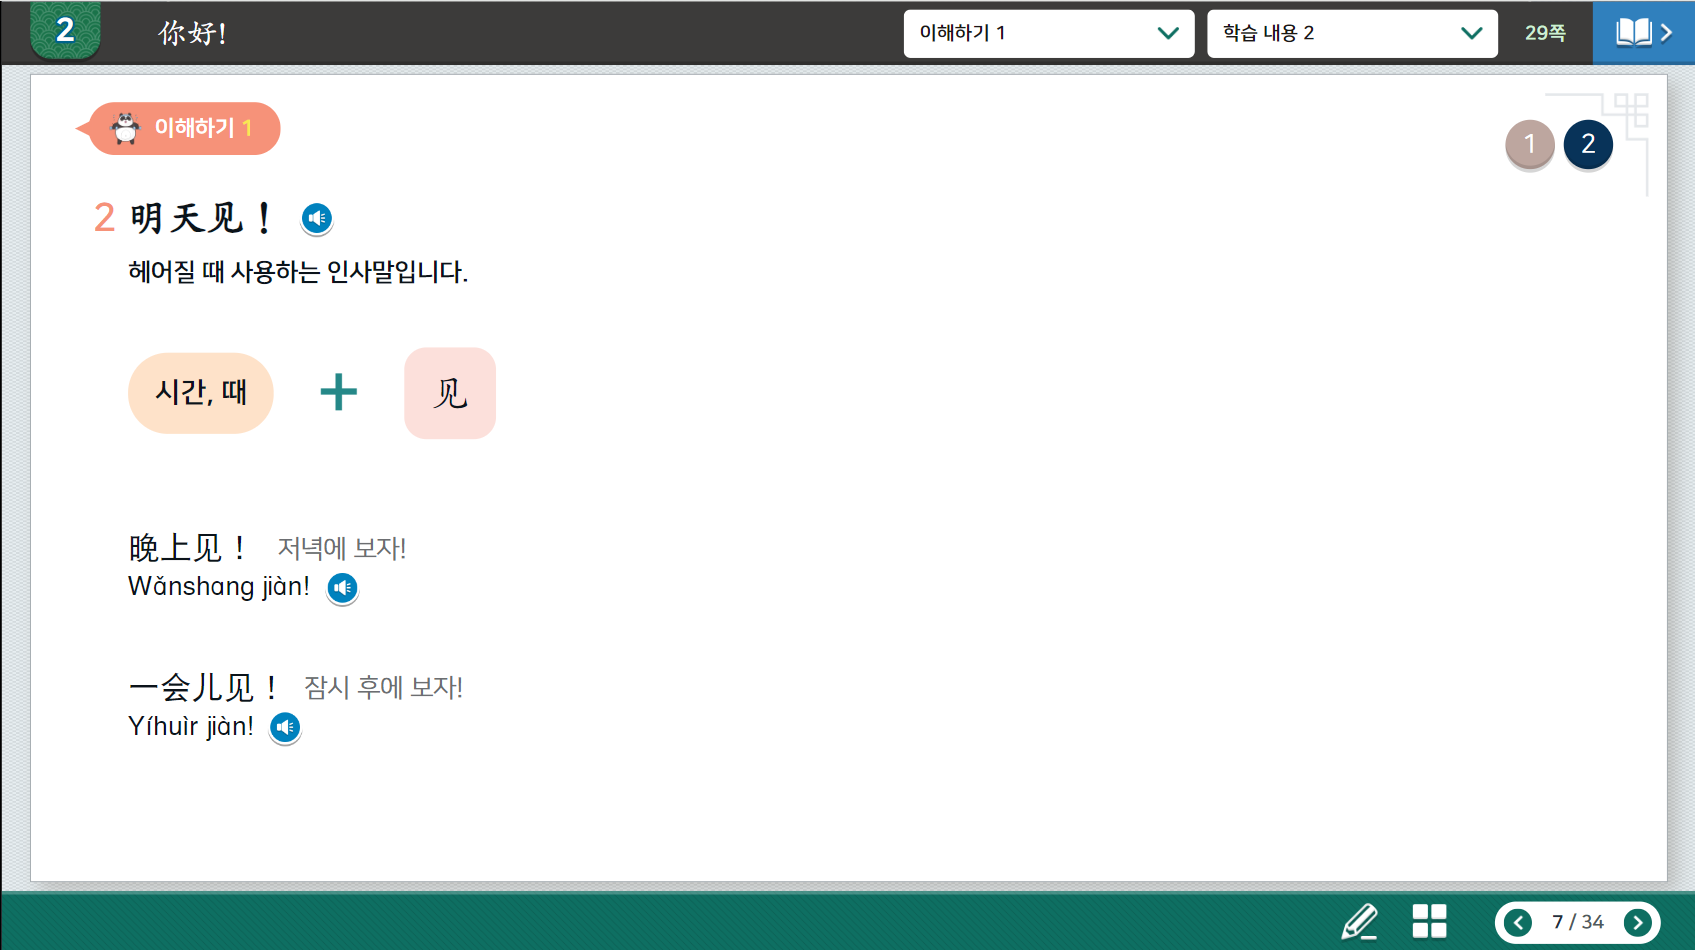 2
你好!
이해하기 1
학습 내용 2
29쪽
이해하기 1
1 2
2 明天见！
헤어질 때 사용하는 인사말입니다.
시간, 때 + 见
晚上见！ 저녁에 보자!
Wǎnshang jiàn!
一会儿见！ 잠시 후에 보자!
Yíhuìr jiàn!
7 / 34